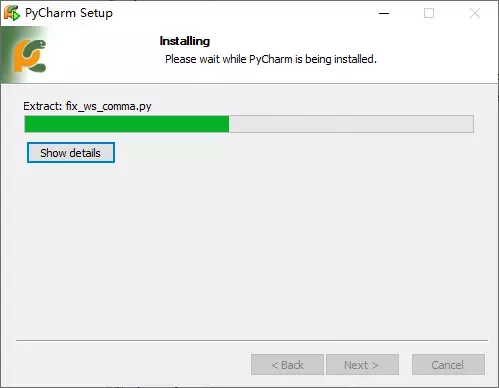 PyCharm Setup
Installing
Please wait while PyCharm is being installed.
Extract: fix_ws_comma.py
Show details
< Back
Next >
Cancel